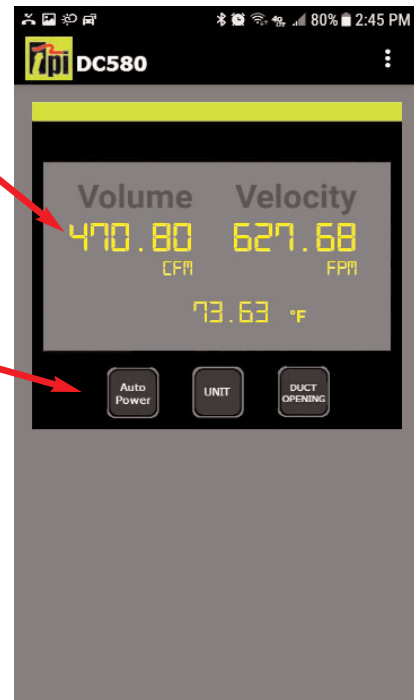 4G 80% 2:45 PM
TPI DC580
Volume Velocity
470.80 627.68
CFM FPM
73.63 °F
Auto Power UNIT DUCT OPENING